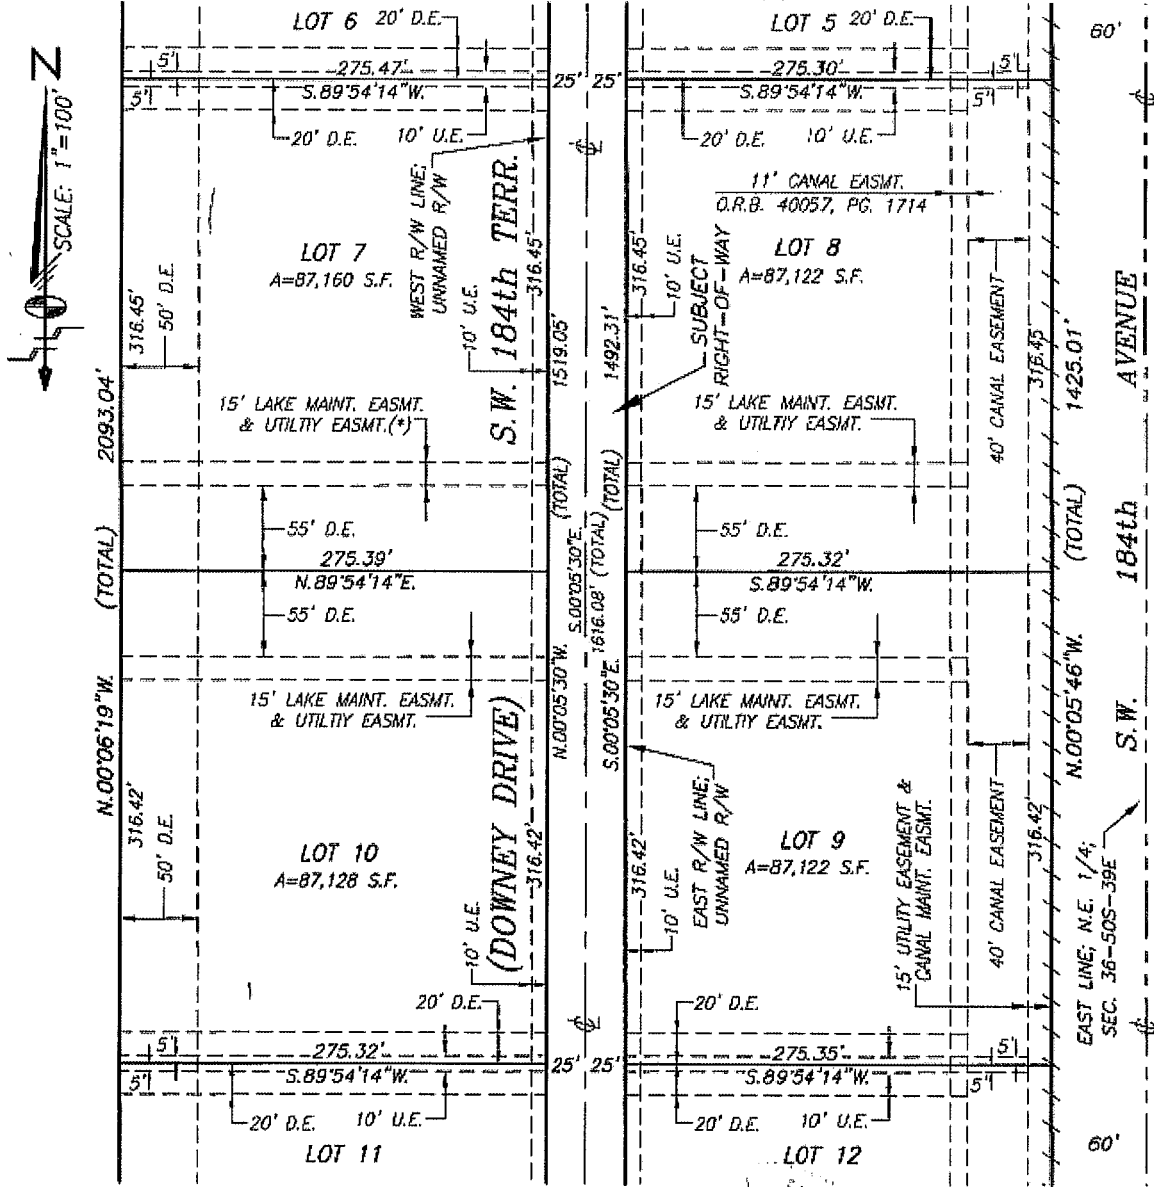 LOT 6
20' D.E.
LOT 5
20' D.E.
60'
Z
SCALE: 1"=100'
5'
275.47'
25'
25'
275.30'
5'
5'
S.89°54'14"W.
S.89°54'14"W.
5'
20' D.E.
10' U.E.
20' D.E.
10' U.E.
℄
℄
WEST R/W LINE;
UNNAMED R/W
S.W. 184th TERR.
11' CANAL EASMT.
O.R.B. 40057, PG. 1714
LOT 7
A=87,160 S.F.
LOT 8
A=87,122 S.F.
316.45'
50' D.E.
10' U.E.
316.45'
316.45'
10' U.E.
SUBJECT
RIGHT-OF-WAY
40' CANAL EASEMENT
316.45
AVENUE
2093.04'
1519.05'
1492.31'
1425.01'
15' LAKE MAINT. EASMT.
& UTILTIY EASMT.(*)
15' LAKE MAINT. EASMT.
& UTILTIY EASMT.
(TOTAL)
(TOTAL)
(TOTAL)
(TOTAL)
184th
55' D.E.
275.39'
N.89°54'14"E.
55' D.E.
S.00°05'30"E.
1616.08' (TOTAL)
55' D.E.
275.32'
S.89°54'14"W.
55' D.E.
N.00°06'19"W.
N.00°05'30"W.
S.00°05'30"E.
N.00°05'46"W.
S.W.
15' LAKE MAINT. EASMT.
& UTILTIY EASMT.
15' LAKE MAINT. EASMT.
& UTILTIY EASMT.
(DOWNEY DRIVE)
EAST R/W LINE;
UNNAMED R/W
316.42'
50' D.E.
LOT 10
A=87,128 S.F.
10' U.E.
316.42'
316.42'
10' U.E.
LOT 9
A=87,122 S.F.
15' UTILITY EASEMENT &
CANAL MAINT. EASMT.
40' CANAL EASEMENT
316.42'
EAST LINE; N.E. 1/4;
SEC. 36-50S-39E
20' D.E.
20' D.E.
℄
℄
5'
275.32'
25'
25'
275.35'
5'
5'
S.89°54'14"W.
S.89°54'14"W.
5'
20' D.E.
10' U.E.
20' D.E.
10' U.E.
LOT 11
LOT 12
60'